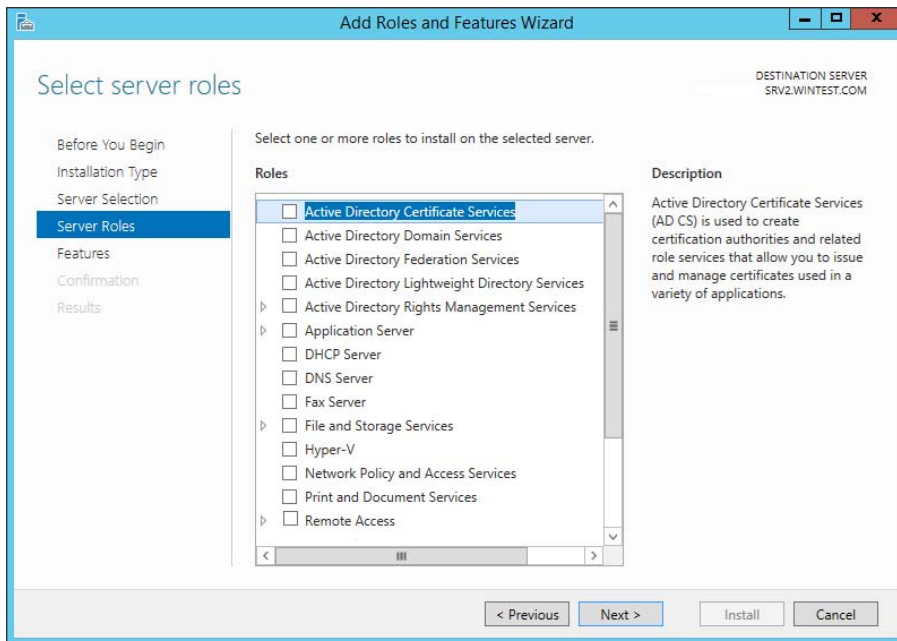 Add Roles and Features Wizard
Select server roles
DESTINATION SERVER
SRV2.WINTEST.COM
Before You Begin
Installation Type
Server Selection
Server Roles
Features
Confirmation
Results
Select one or more roles to install on the selected server.
Roles
Active Directory Certificate Services
Active Directory Domain Services
Active Directory Federation Services
Active Directory Lightweight Directory Services
Active Directory Rights Management Services
Application Server
DHCP Server
DNS Server
Fax Server
File and Storage Services
Hyper-V
Network Policy and Access Services
Print and Document Services
Remote Access
Description
Active Directory Certificate Services
(AD CS) is used to create
certification authorities and related
role services that allow you to issue
and manage certificates used in a
variety of applications.
< Previous
Next >
Install
Cancel